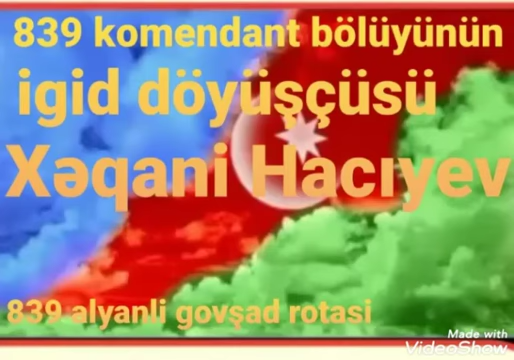 839 komendant bölüyünün
igid döyüşçüsü
Xəqani Hacıyev
839 alyanli govşad rotasi
Made with
VideoShow